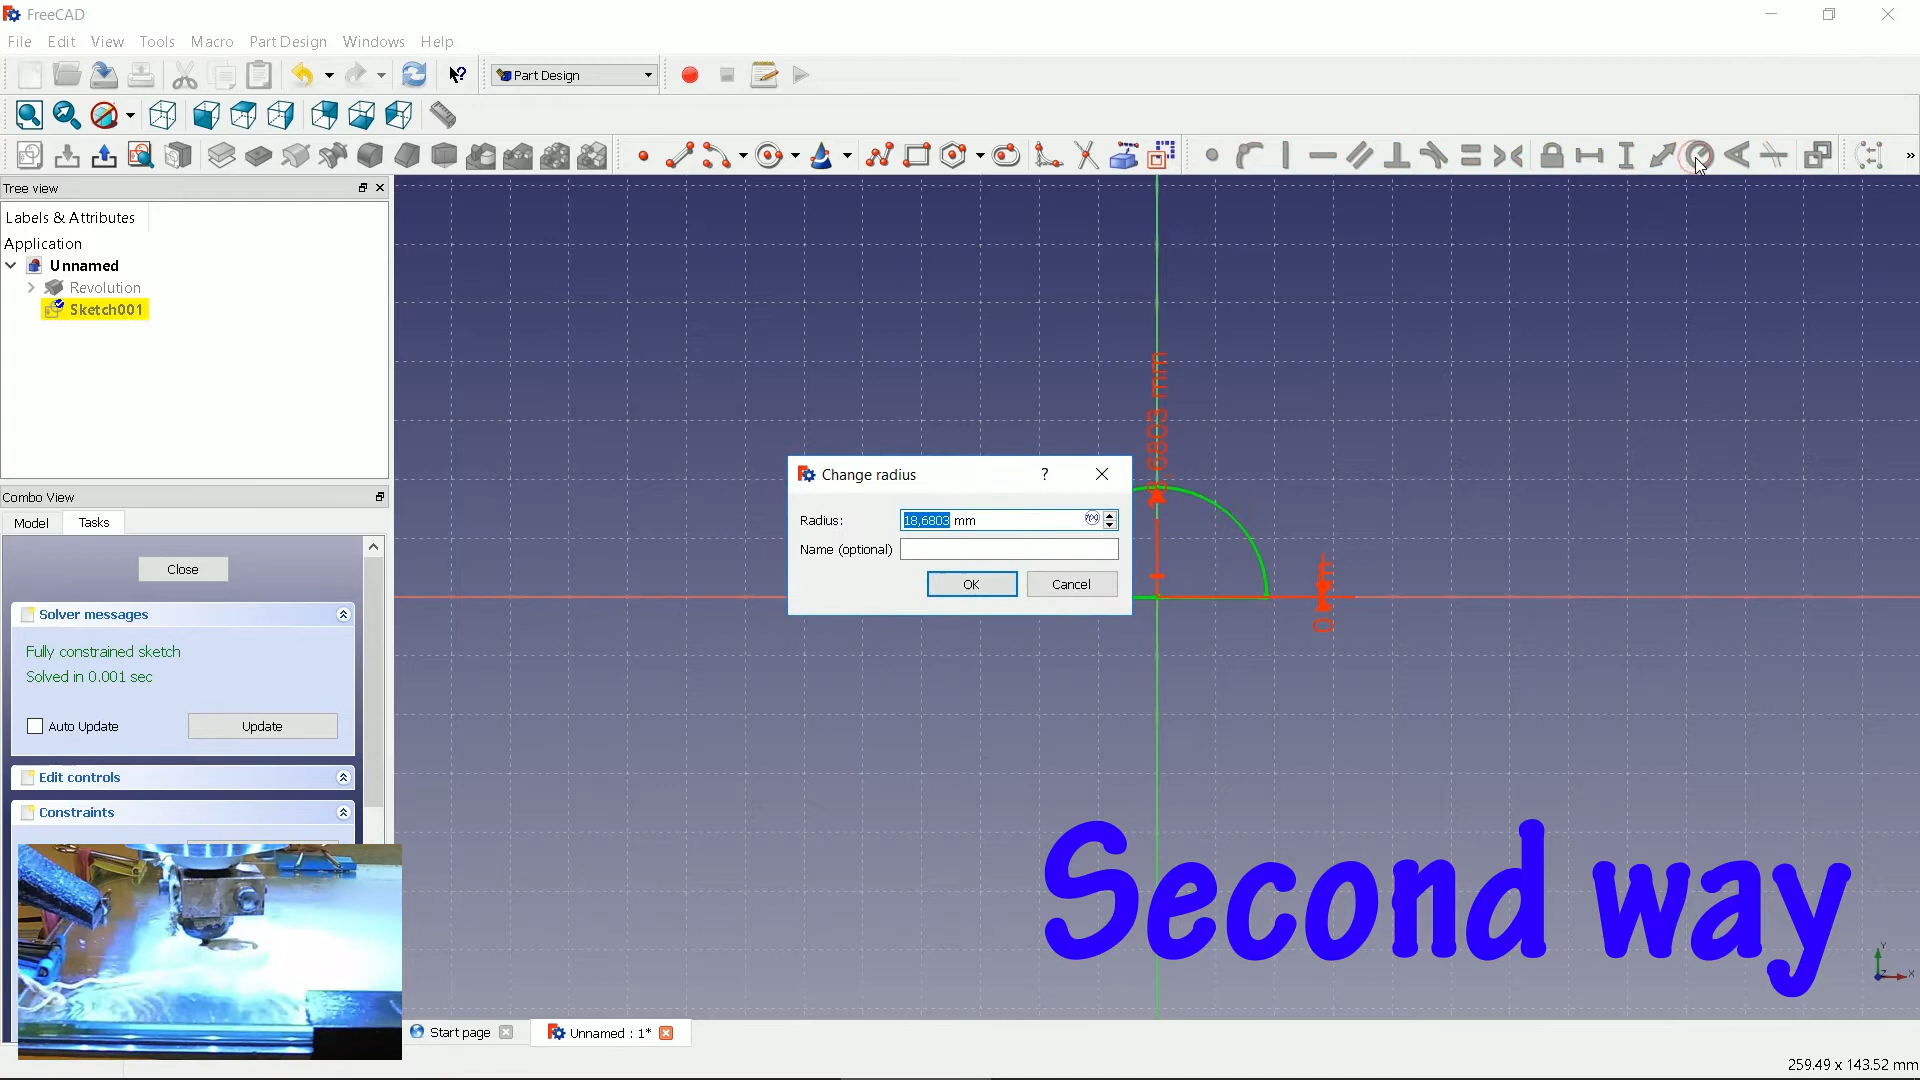 FreeCAD
File Edit View Tools Macro Part Design Windows Help
Part Design
Tree view
Labels & Attributes
Application
Unnamed
Revolution
Sketch001
Combo View
Model Tasks
Close
Solver messages
Fully constrained sketch
Solved in 0.001 sec
Auto Update Update
Edit controls
Constraints
Change radius ?
Radius: 18,6803 mm
Name (optional)
OK Cancel
Second way
Y
Z X
Start page Unnamed : 1*
259.49 x 143.52 mm